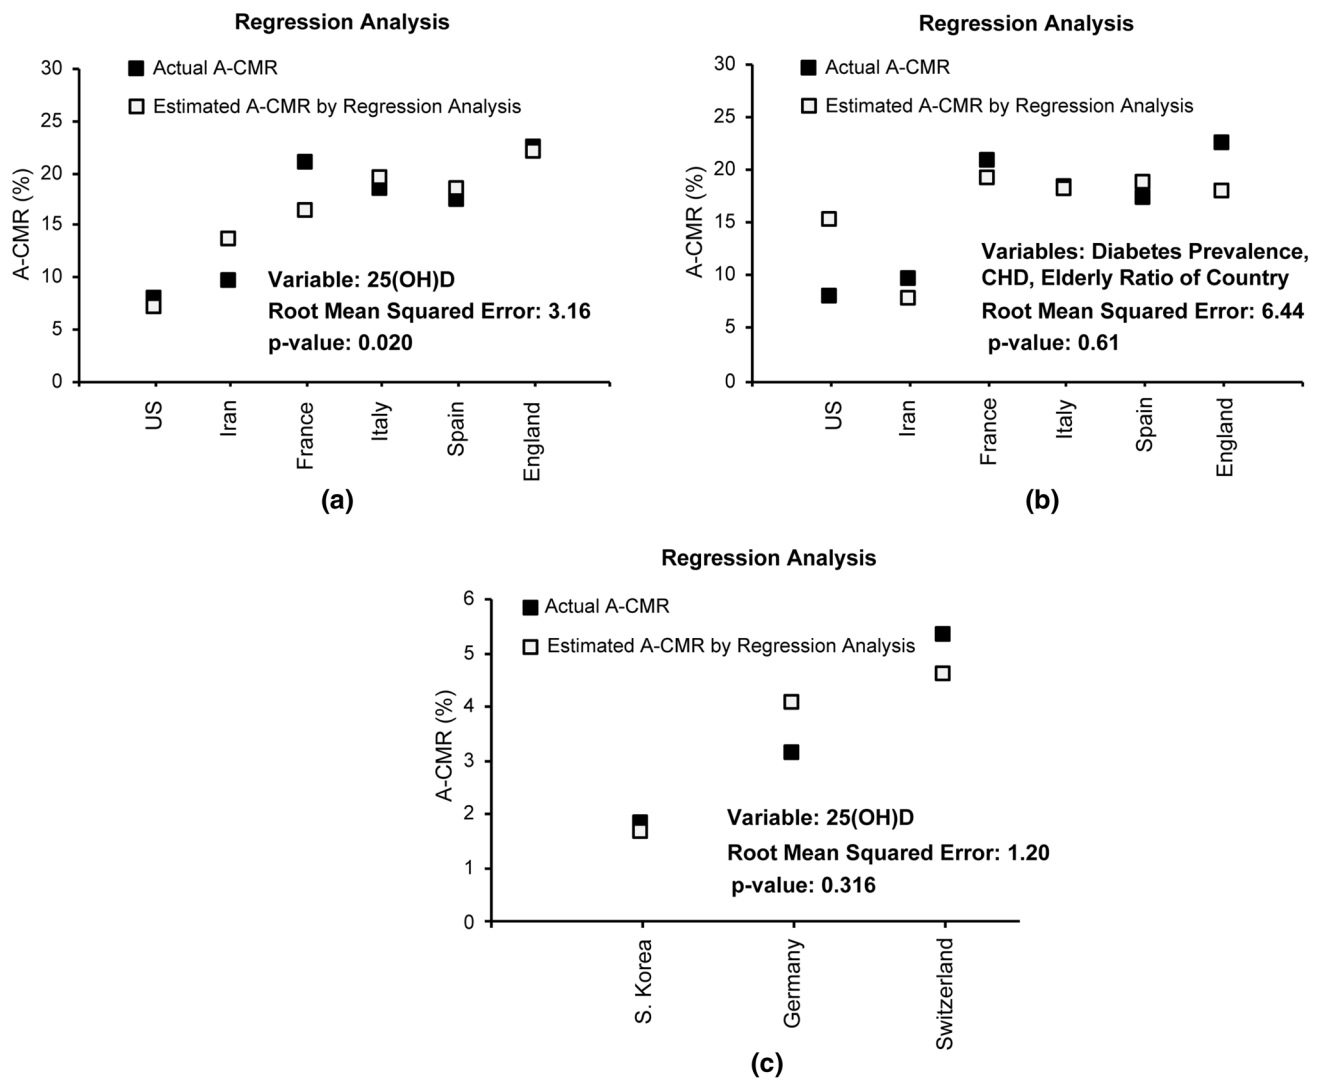 Regression Analysis
Actual A-CMR
Estimated A-CMR by Regression Analysis
30
25
20
15
10
5
0
A-CMR (%)
Variable: 25(OH)D
Root Mean Squared Error: 3.16
p-value: 0.020
US
Iran
France
Italy
Spain
England
(a)
Regression Analysis
Actual A-CMR
Estimated A-CMR by Regression Analysis
30
25
20
15
10
5
0
A-CMR (%)
Variables: Diabetes Prevalence,
CHD, Elderly Ratio of Country
Root Mean Squared Error: 6.44
p-value: 0.61
US
Iran
France
Italy
Spain
England
(b)
Regression Analysis
Actual A-CMR
Estimated A-CMR by Regression Analysis
6
5
4
3
2
1
0
A-CMR (%)
Variable: 25(OH)D
Root Mean Squared Error: 1.20
p-value: 0.316
S. Korea
Germany
Switzerland
(c)